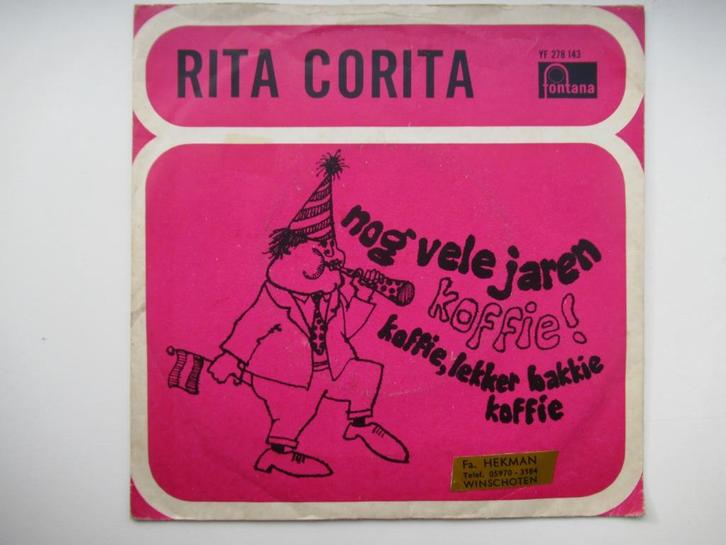 RITA CORITA
YF 278 143
fontana
nog vele jaren
koffie!
koffie, lekker bakkie
koffie
Fa. HEKMAN
Telef. 05970 - 3184
WINSCHOTEN